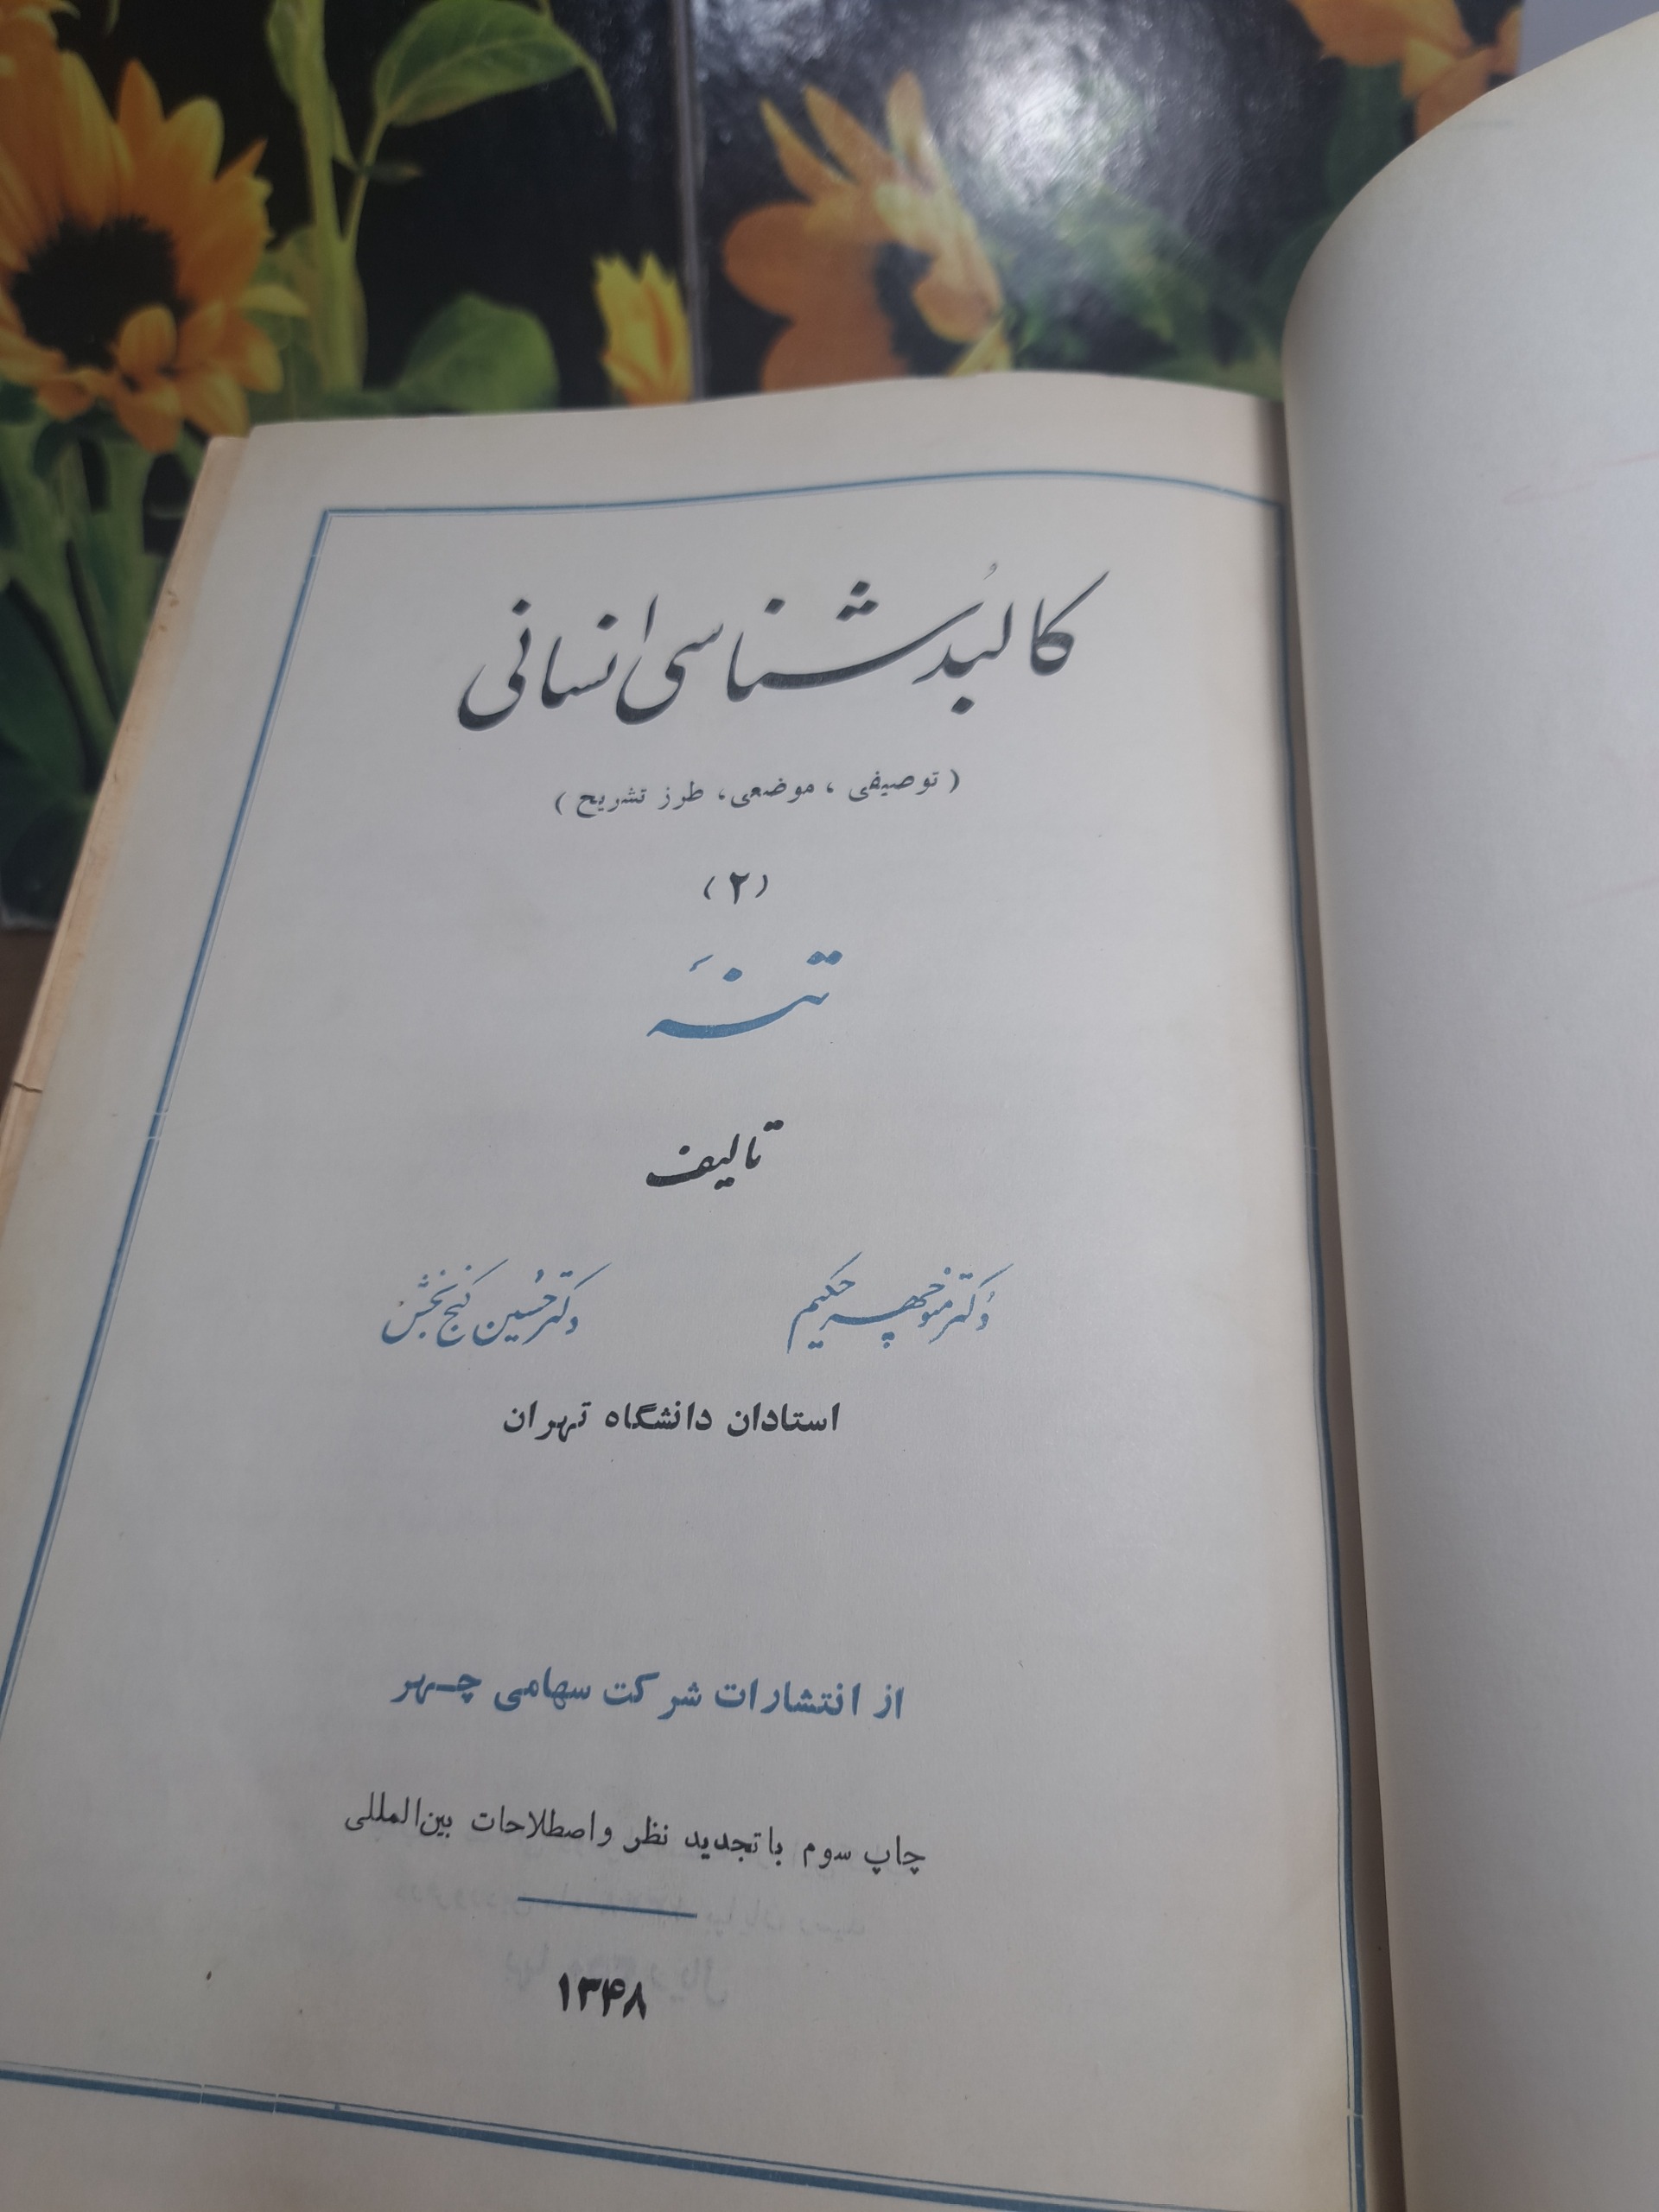 کالبدشناسی انسانی
( توصیفی ، موضعی، طرز تشریح )
(۲)
تنه
تالیف
دکتر منوچهر حکیم دکتر حسین گنج بخش
استادان دانشگاه تهران
از انتشارات شرکت سهامی چهر
چاپ سوم با تجدید نظر و اصطلاحات بین‌المللی
۱۳۴۸